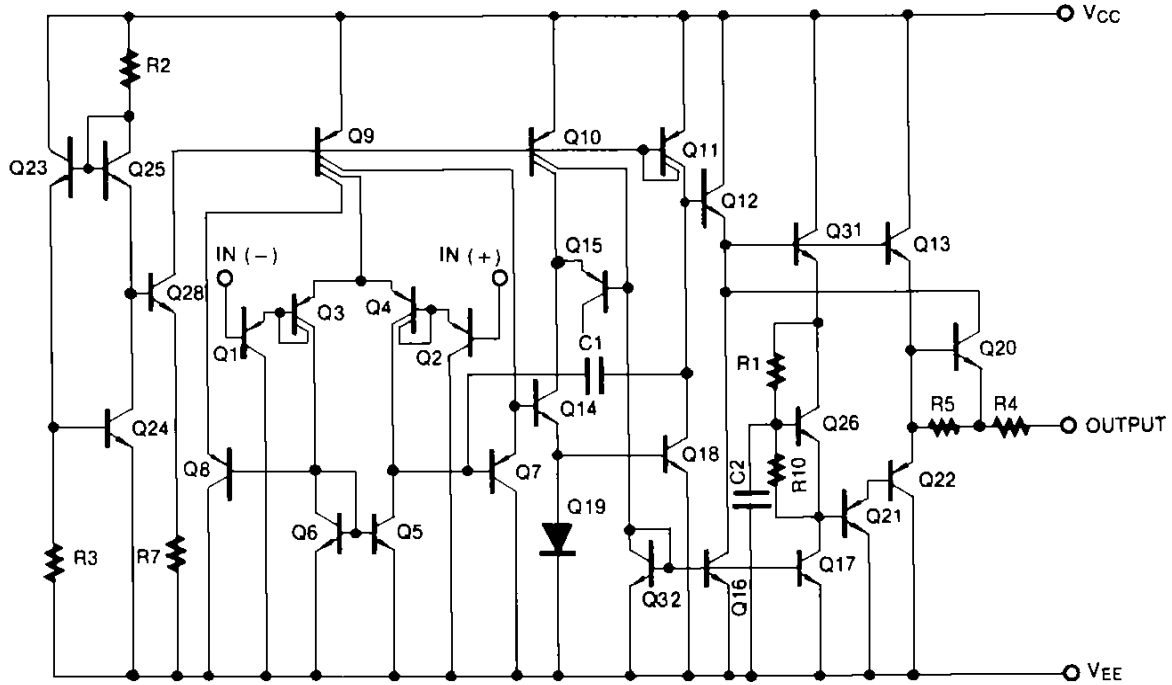 VCC
R2
Q9
Q10
Q11
Q23
Q25
Q12
Q31
Q13
IN (-)
IN (+)
Q15
Q28
Q3
Q4
Q1
Q2
C1
Q20
R1
Q14
R5
R4
Q24
Q26
OUTPUT
Q8
Q7
Q18
C2
R10
Q22
Q21
Q19
Q6
Q5
R3
R7
Q17
Q32
Q16
VEE